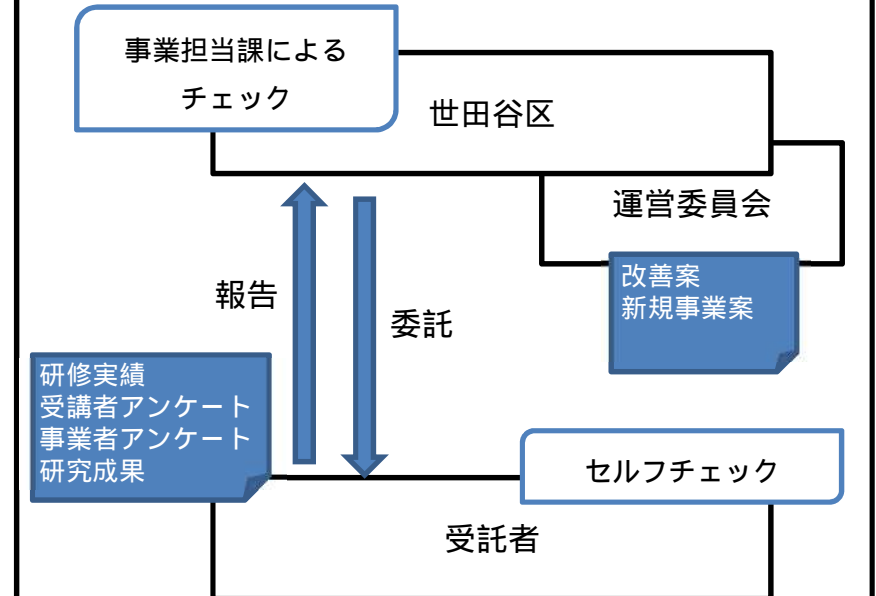 事業担当課による
チェック
世田谷区
運営委員会
改善案
新規事業案
報告
委託
研修実績
受講者アンケート
事業者アンケート
研究成果
セルフチェック
受託者